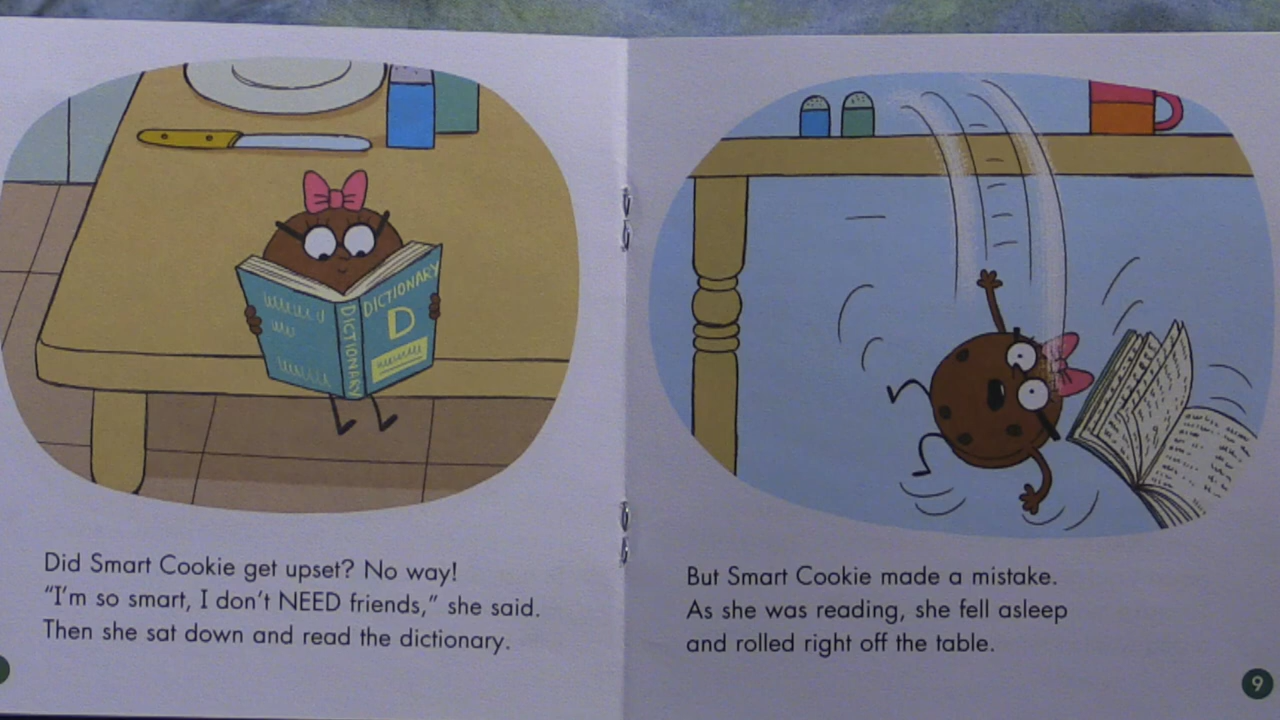 DICTIONARY
DICTIONARY
D
Did Smart Cookie get upset? No way!
“I’m so smart, I don’t NEED friends,” she said.
Then she sat down and read the dictionary.
But Smart Cookie made a mistake.
As she was reading, she fell asleep
and rolled right off the table.
9